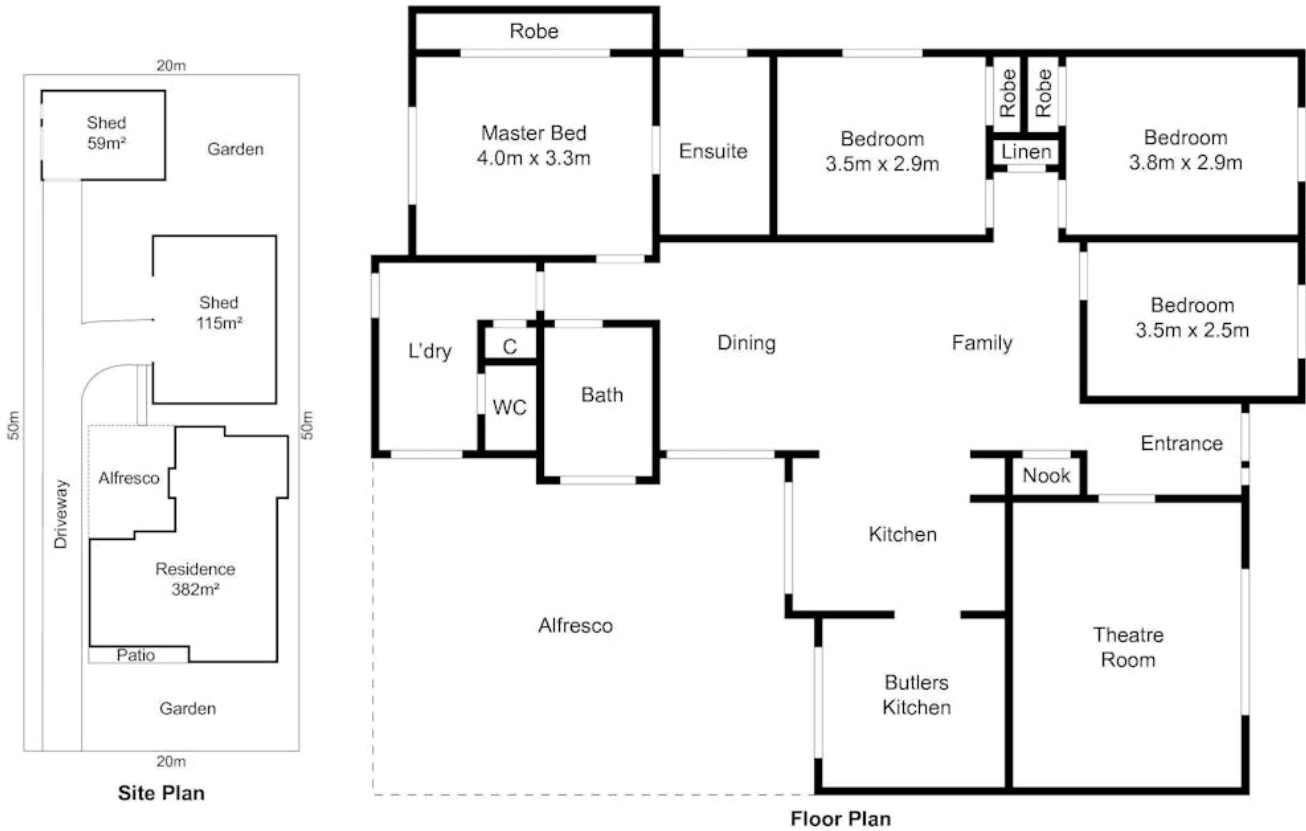 20m
Shed
59m²
Garden
Shed
115m²
50m
50m
Alfresco
Driveway
Residence
382m²
Patio
Garden
20m
Site Plan
Robe
Master Bed
4.0m x 3.3m
Ensuite
Bedroom
3.5m x 2.9m
Robe
Robe
Linen
Bedroom
3.8m x 2.9m
Bedroom
3.5m x 2.5m
L'dry
C
WC
Bath
Dining
Family
Entrance
Nook
Kitchen
Alfresco
Butlers
Kitchen
Theatre
Room
Floor Plan